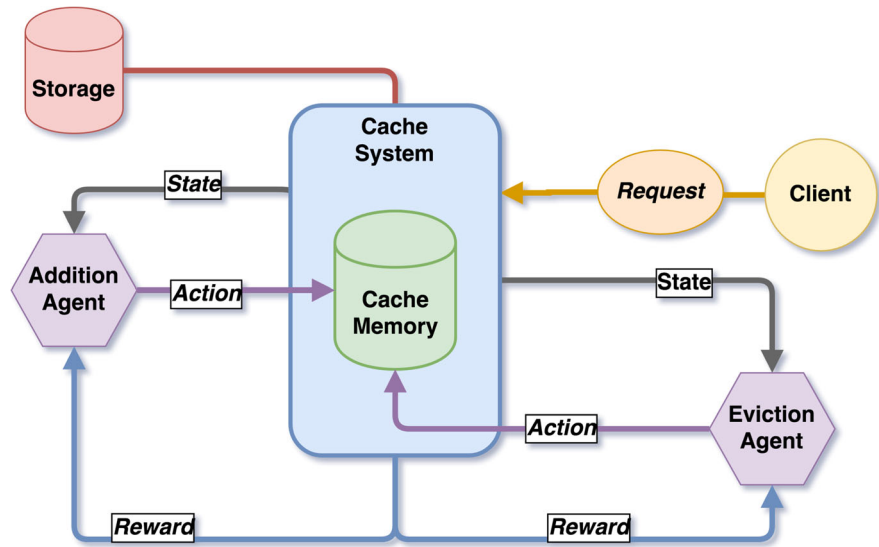 Storage
Cache
System
State
Request
Client
Addition
Agent
Action
Cache
Memory
State
Eviction
Agent
Action
Reward
Reward